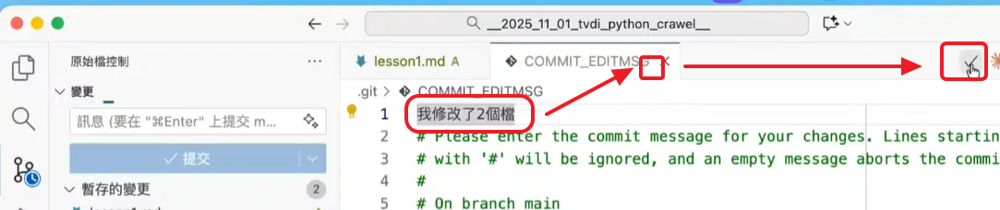 __2025_11_01_tvdi_python_crawel__
原始檔控制
lesson1.md A
COMMIT_EDITMSG
變更
.git > COMMIT_EDITMSG
訊息 (要在 "⌘Enter" 上提交 m...
1 我修改了2個檔
2 # Please enter the commit message for your changes. Lines startin
提交
3 # with '#' will be ignored, and an empty message aborts the commi
4 #
暫存的變更 2
5 # On branch main
lesson1.md